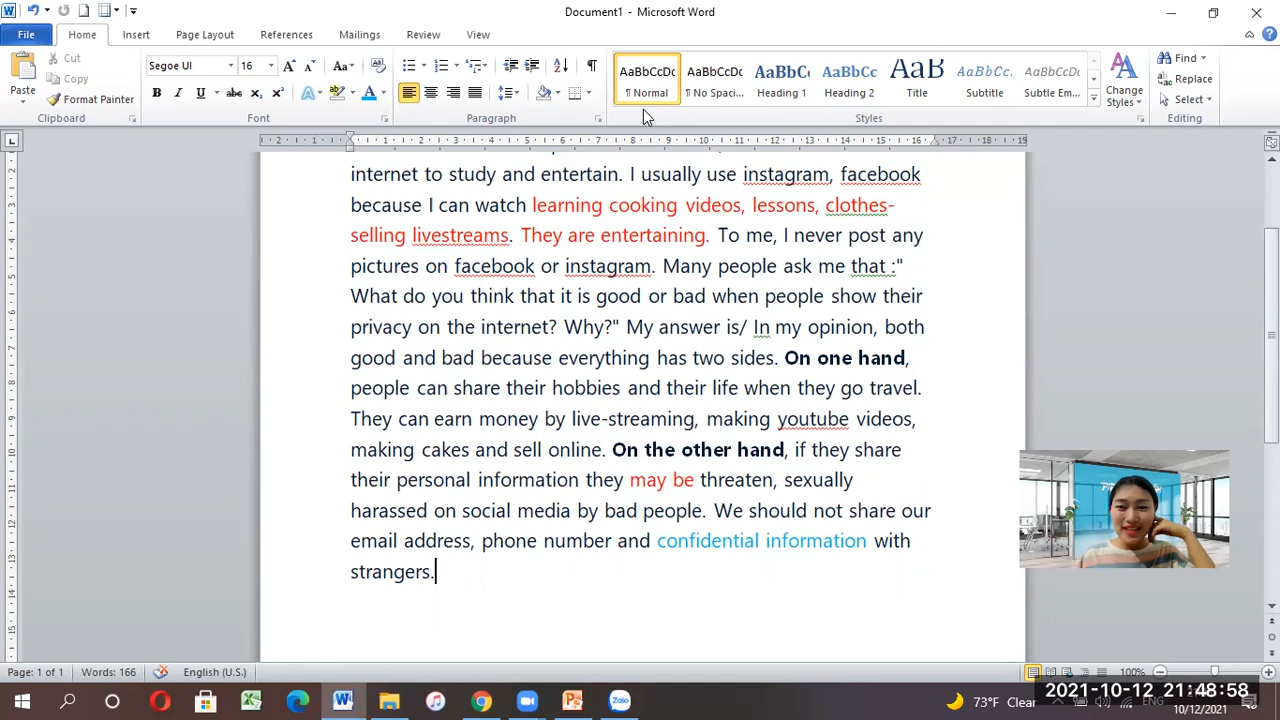 Document1 - Microsoft Word
File Home Insert Page Layout References Mailings Review View
Paste
Cut
Copy
Format Painter
Clipboard
Segoe UI 16
Font
Paragraph
AaBbCcDc AaBbCcDc AaBbC AaBbCc AaB AaBbCcL AaBbCcDc
¶ Normal ¶ No Spaci... Heading 1 Heading 2 Title Subtitle Subtle Em...
Change Styles
Styles
Find
Replace
Select
Editing
internet to study and entertain. I usually use instagram, facebook
because I can watch learning cooking videos, lessons, clothes-
selling livestreams. They are entertaining. To me, I never post any
pictures on facebook or instagram. Many people ask me that :"
What do you think that it is good or bad when people show their
privacy on the internet? Why?" My answer is/ In my opinion, both
good and bad because everything has two sides. On one hand,
people can share their hobbies and their life when they go travel.
They can earn money by live-streaming, making youtube videos,
making cakes and sell online. On the other hand, if they share
their personal information they may be threaten, sexually
harassed on social media by bad people. We should not share our
email address, phone number and confidential information with
strangers.
Page: 1 of 1 Words: 166 English (U.S.) 100%
73°F Clear ENG
2021-10-12 21:48:58
10/12/2021